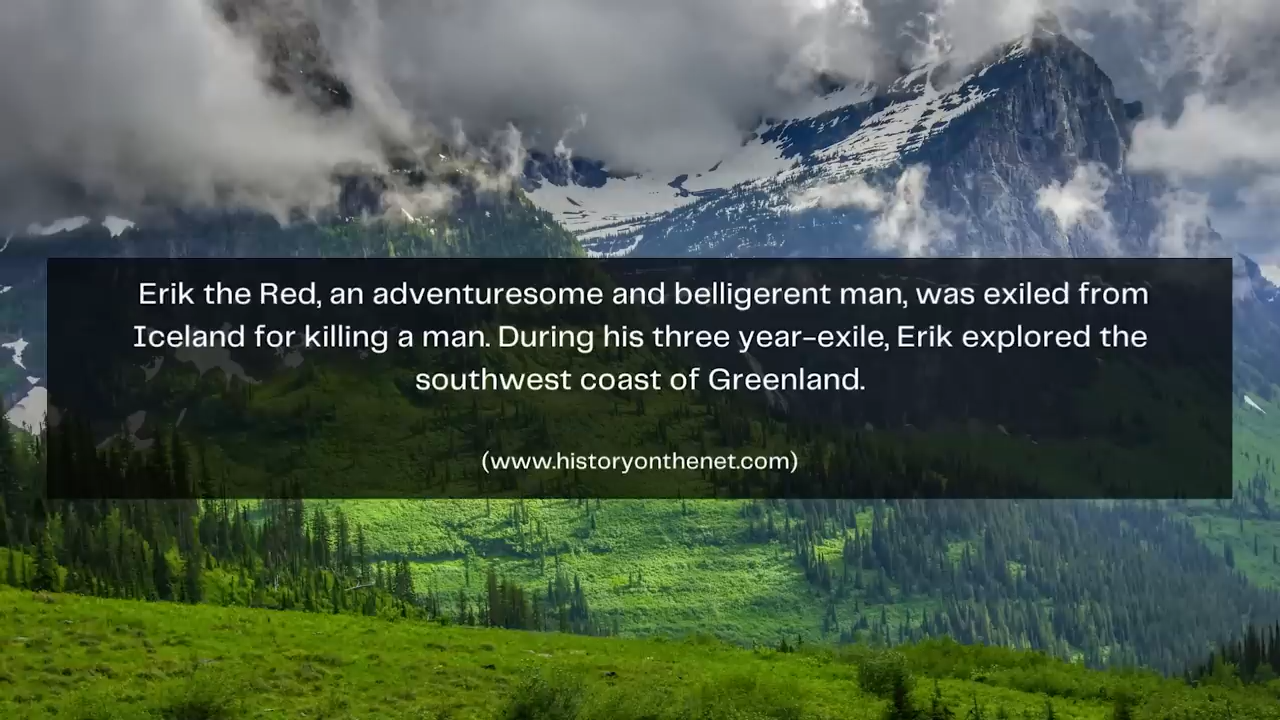 Erik the Red, an adventuresome and belligerent man, was exiled from
Iceland for killing a man. During his three year-exile, Erik explored the
southwest coast of Greenland.
(www.historyonthenet.com)